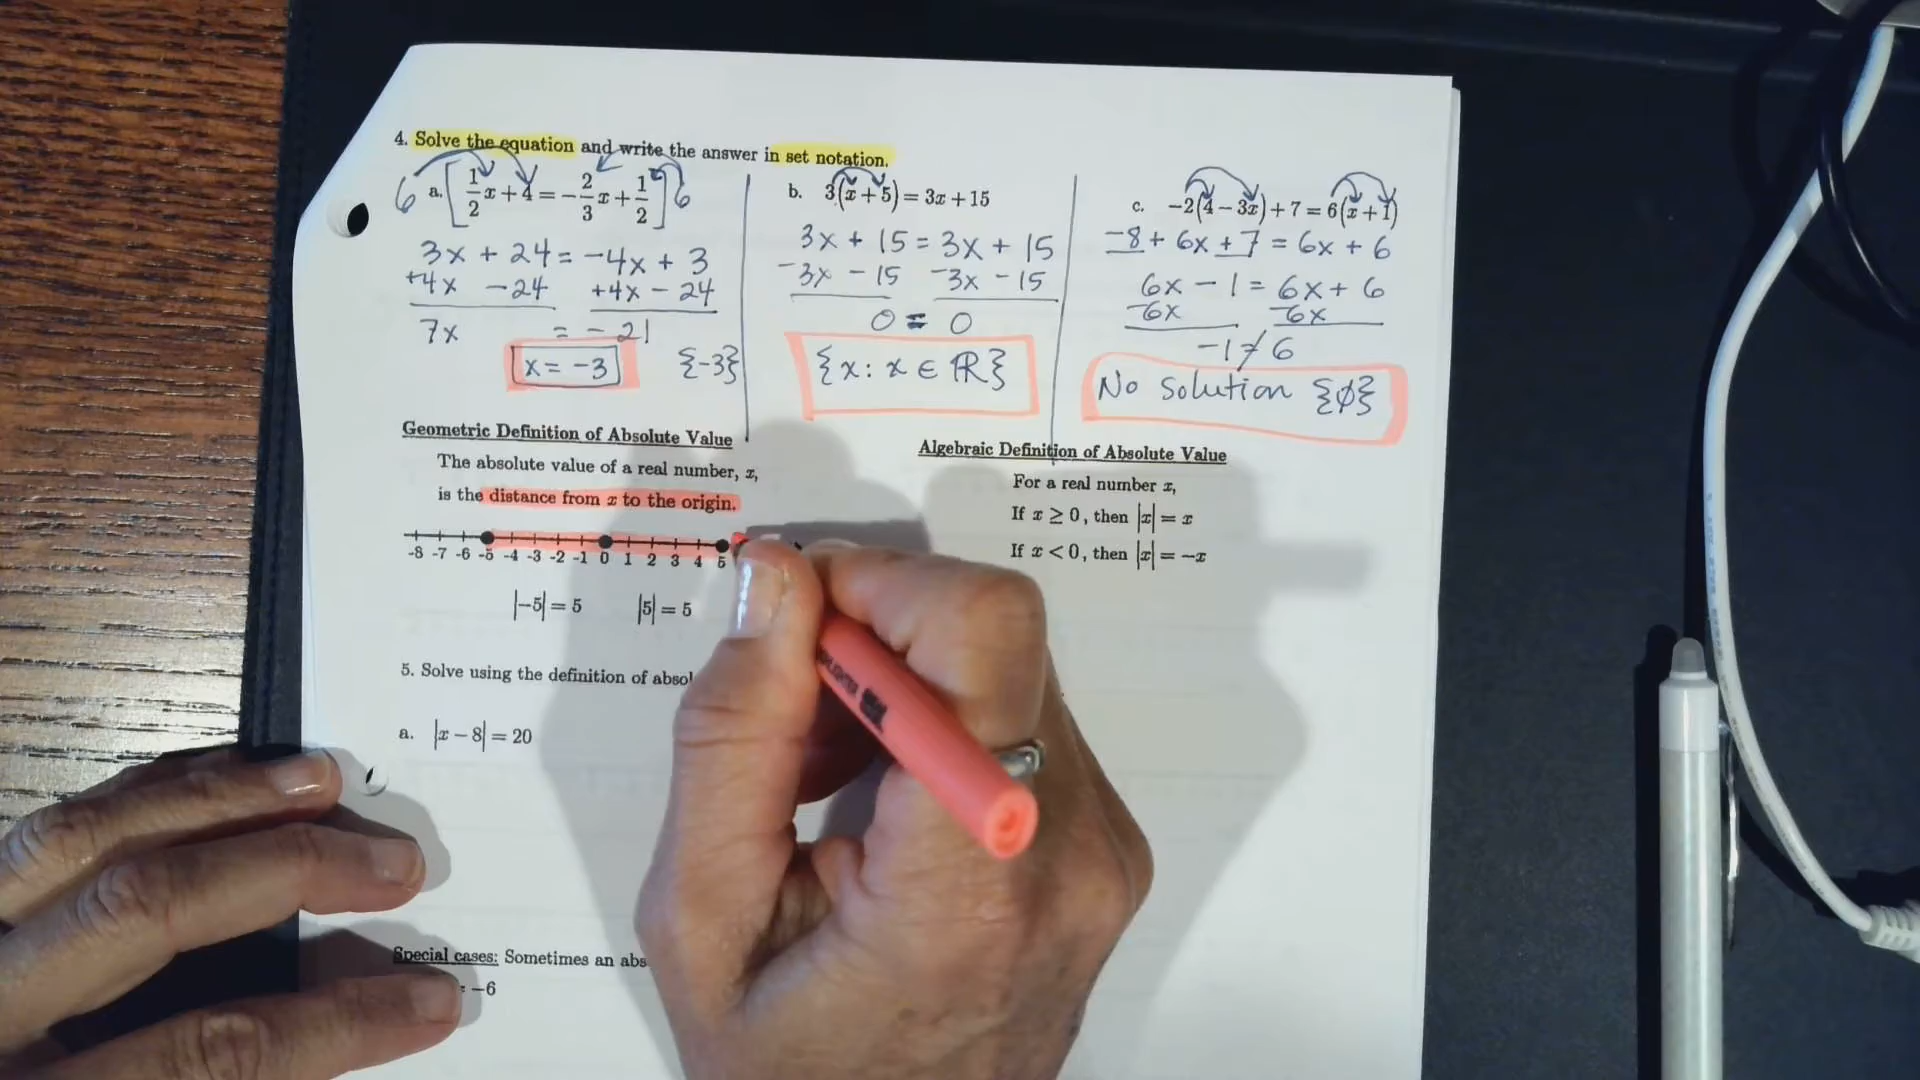 4. Solve the equation and write the answer in set notation.
6 a. [1/2 x + 4 = -2/3 x + 1/2] 6
3x + 24 = -4x + 3
+4x -24 +4x - 24
7x = -21
x = -3 {-3}
b. 3(x + 5) = 3x + 15
3x + 15 = 3x + 15
-3x - 15 -3x - 15
0 = 0
{x: x ∈ ℝ}
c. -2(4 - 3x) + 7 = 6(x + 1)
-8 + 6x + 7 = 6x + 6
6x - 1 = 6x + 6
-6x -6x
-1 ≠ 6
No solution {∅}
Geometric Definition of Absolute Value
The absolute value of a real number, x,
is the distance from x to the origin.
-8 -7 -6 -5 -4 -3 -2 -1 0 1 2 3 4 5
|-5| = 5 |5| = 5
Algebraic Definition of Absolute Value
For a real number x,
If x ≥ 0, then |x| = x
If x < 0, then |x| = -x
5. Solve using the definition of
a. |x - 8| = 20
Special cases: Sometimes an
-6